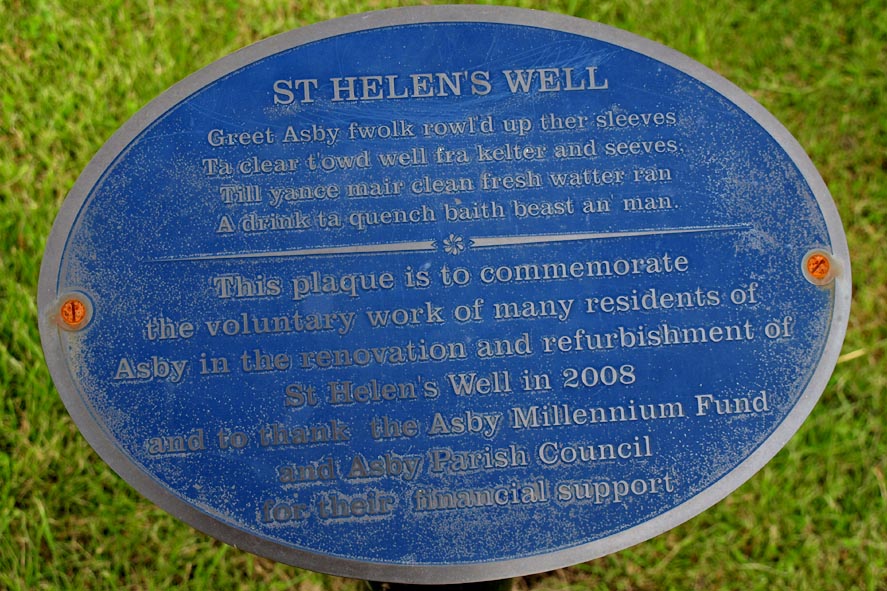 ST HELEN'S WELL
Greet Asby fwolk rowl'd up ther sleeves
Ta clear t'owd well fra kelter and seeves.
Till yance mair clean fresh watter ran
A drink ta quench baith beast an' man.
This plaque is to commemorate
the voluntary work of many residents of
Asby in the renovation and refurbishment of
St Helen's Well in 2008
and to thank the Asby Millennium Fund
and Asby Parish Council
for their financial support